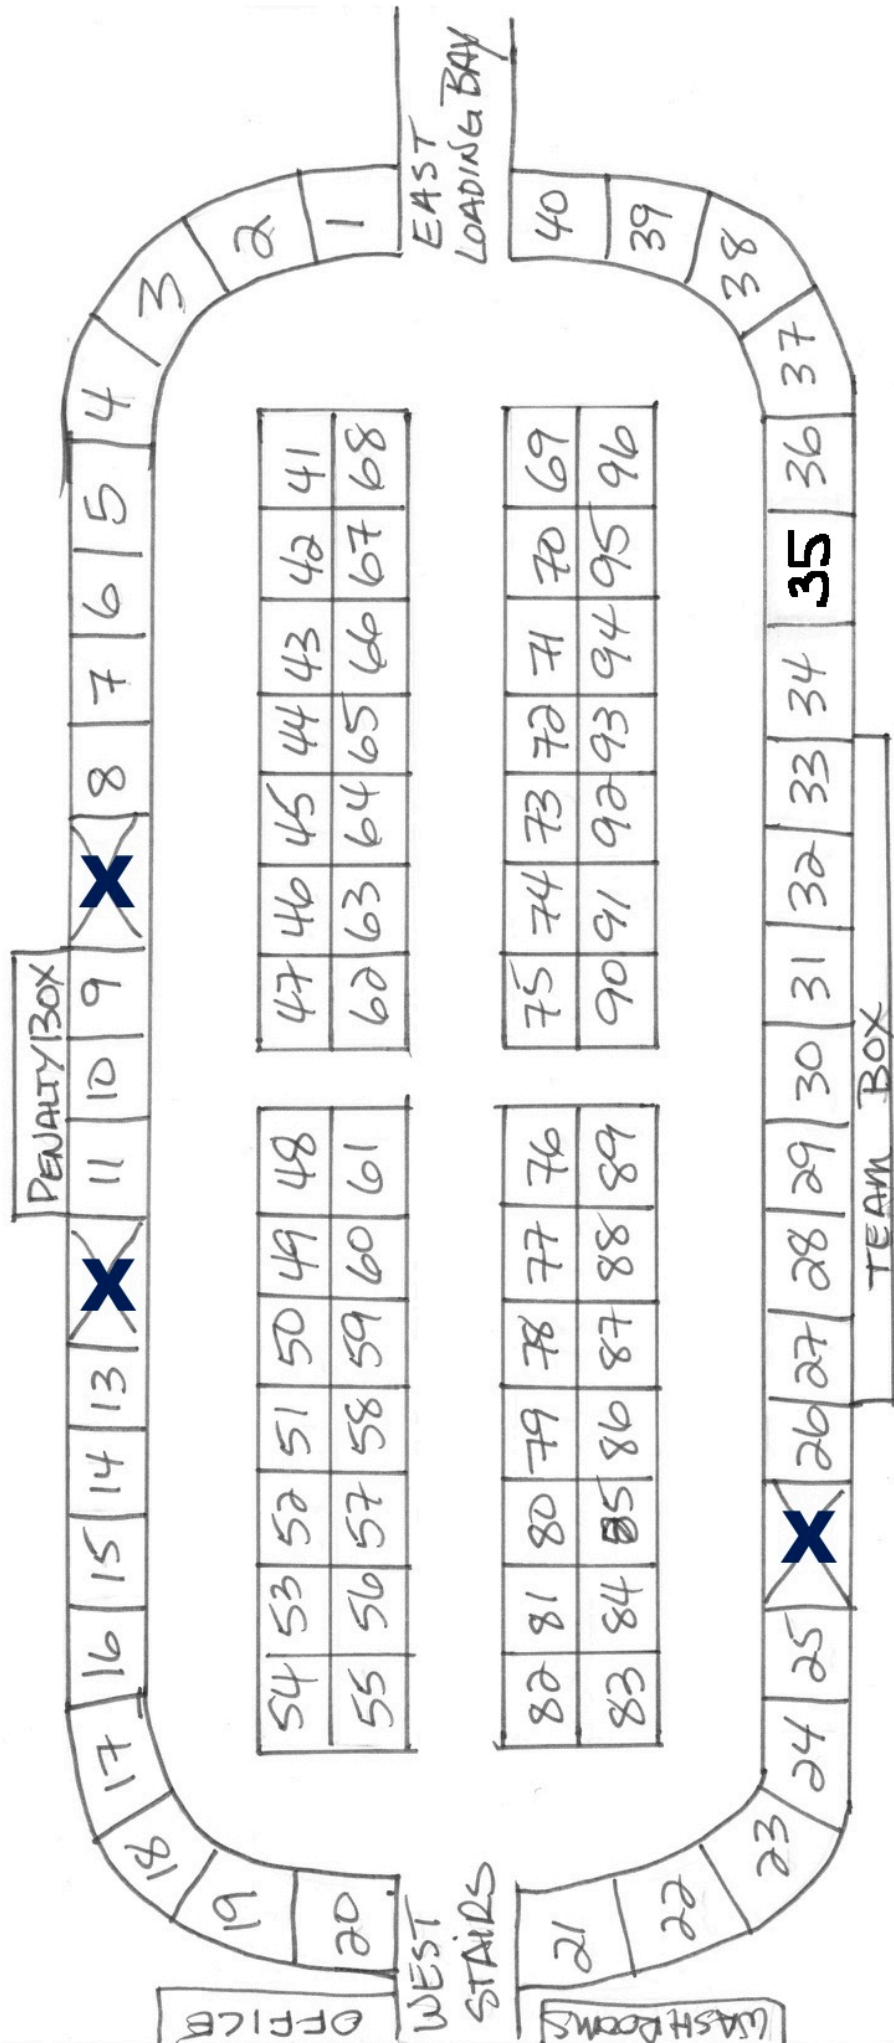 PENALTY BOX
20 19 18 17 16 15 14 13 X 11 10 9 X 8 7 6 5 4 3 2 1
OFFICE
54 53 52 51 50 49 48 47 46 45 44 43 42 41
55 56 57 58 59 60 61 62 63 64 65 66 67 68
WEST
STAIRS
EAST
LOADING BAY
82 81 80 79 78 77 76 75 74 73 72 71 70 69
83 84 85 86 87 88 89 90 91 92 93 94 95 96
WASHROOMS
21 22 23 24 25 X 26 27 28 29 30 31 32 33 34 35 36 37 38 39 40
TEAM BOX